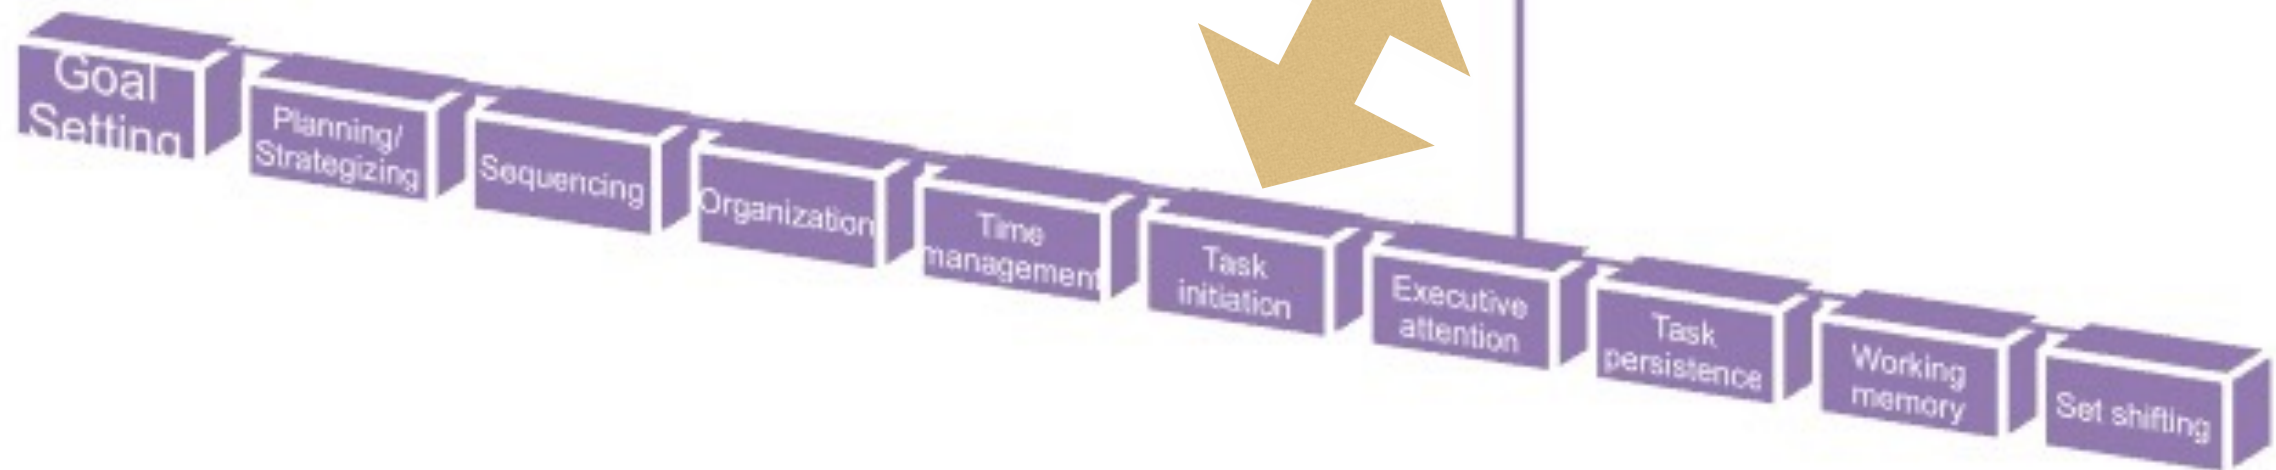 Goal
Setting
Planning/
Strategizing
Sequencing
Organization
Time
management
Task
initiation
Executive
attention
Task
persistence
Working
memory
Set shifting